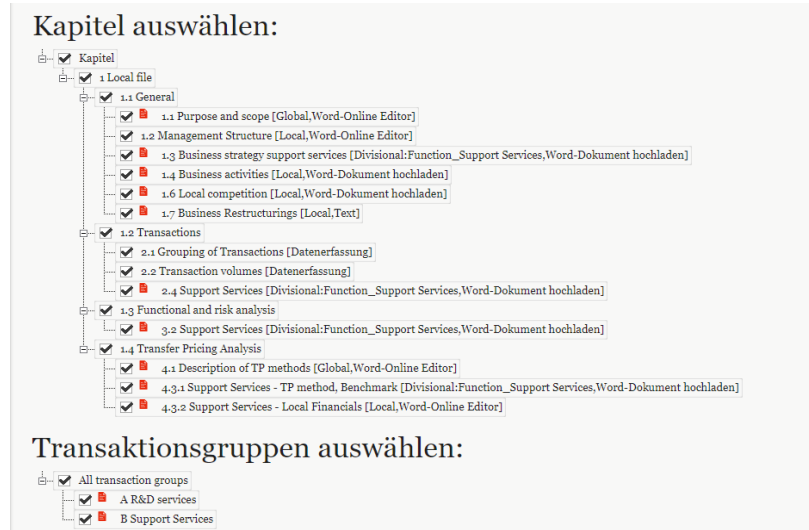 Kapitel auswählen:
Kapitel
1 Local file
1.1 General
1.1 Purpose and scope [Global,Word-Online Editor]
1.2 Management Structure [Local,Word-Online Editor]
1.3 Business strategy support services [Divisional:Function_Support Services,Word-Dokument hochladen]
1.4 Business activities [Local,Word-Dokument hochladen]
1.6 Local competition [Local,Word-Dokument hochladen]
1.7 Business Restructurings [Local,Text]
1.2 Transactions
2.1 Grouping of Transactions [Datenerfassung]
2.2 Transaction volumes [Datenerfassung]
2.4 Support Services [Divisional:Function_Support Services,Word-Dokument hochladen]
1.3 Functional and risk analysis
3.2 Support Services [Divisional:Function_Support Services,Word-Dokument hochladen]
1.4 Transfer Pricing Analysis
4.1 Description of TP methods [Global,Word-Online Editor]
4.3.1 Support Services - TP method, Benchmark [Divisional:Function_Support Services,Word-Dokument hochladen]
4.3.2 Support Services - Local Financials [Local,Word-Online Editor]
Transaktionsgruppen auswählen:
All transaction groups
A R&D services
B Support Services